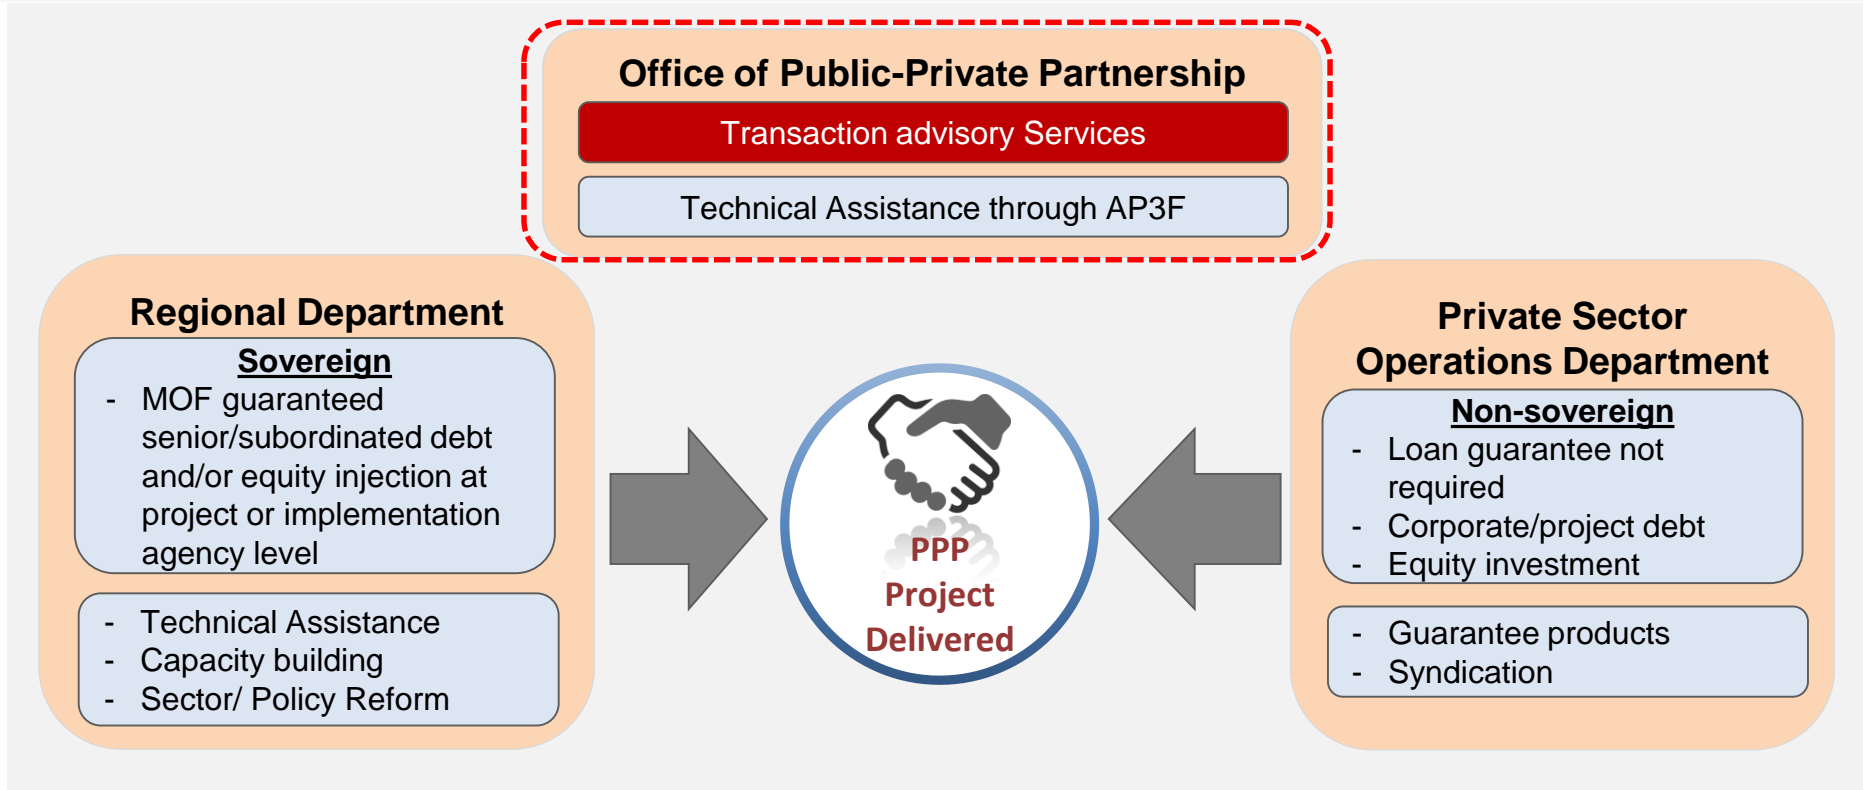 Office of Public-Private Partnership
Transaction advisory Services
Technical Assistance through AP3F
Regional Department
Sovereign
- MOF guaranteed
senior/subordinated debt
and/or equity injection at
project or implementation
agency level
- Technical Assistance
- Capacity building
- Sector/ Policy Reform
PPP
Project
Delivered
Private Sector
Operations Department
Non-sovereign
- Loan guarantee not
required
- Corporate/project debt
- Equity investment
- Guarantee products
- Syndication